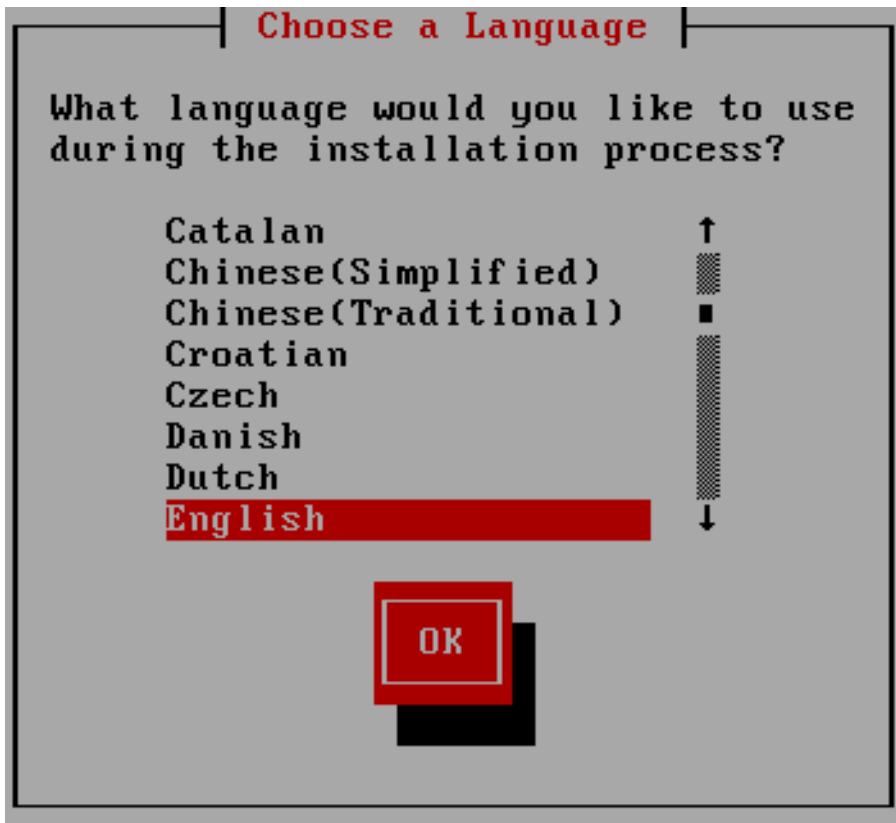 Choose a Language
What language would you like to use
during the installation process?
Catalan
Chinese(Simplified)
Chinese(Traditional)
Croatian
Czech
Danish
Dutch
English
OK